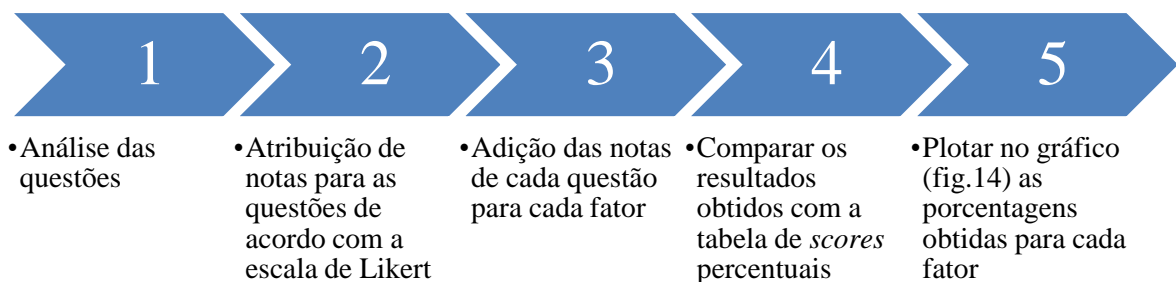 1
2
3
4
5
•Análise das
questões
•Atribuição de
notas para as
questões de
acordo com a
escala de Likert
•Adição das notas
de cada questão
para cada fator
•Comparar os
resultados
obtidos com a
tabela de scores
percentuais
•Plotar no gráfico
(fig.14) as
porcentagens
obtidas para cada
fator